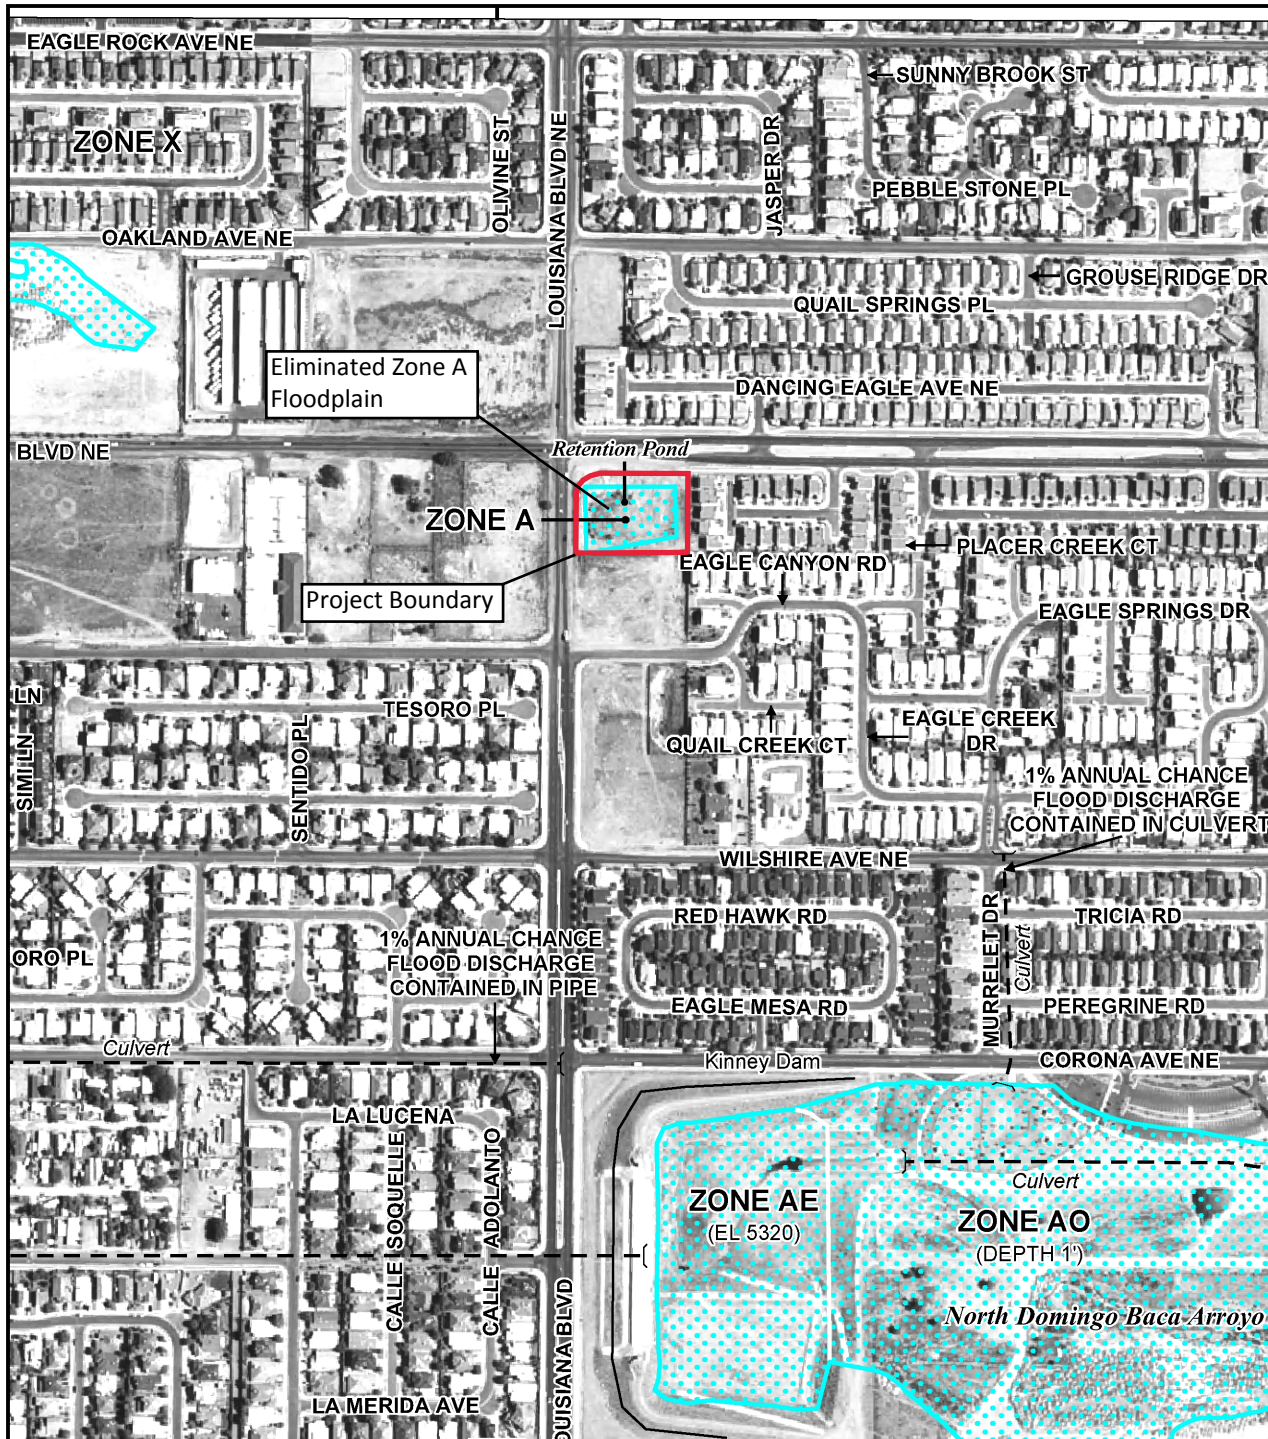 EAGLE ROCK AVE NE
SUNNY BROOK ST
ZONE X
OLIVINE ST
LOUISIANA BLVD NE
JASPER DR
PEBBLE STONE PL
OAKLAND AVE NE
GROUSE RIDGE DR
QUAIL SPRINGS PL
Eliminated Zone A
Floodplain
DANCING EAGLE AVE NE
BLVD NE
Retention Pond
ZONE A
PLACER CREEK CT
EAGLE CANYON RD
Project Boundary
EAGLE SPRINGS DR
LN
SIMI LN
TESORO PL
SENTIDO PL
QUAIL CREEK CT
EAGLE CREEK
DR
1% ANNUAL CHANCE
FLOOD DISCHARGE
CONTAINED IN CULVERT
WILSHIRE AVE NE
RED HAWK RD
MURRELET DR
Culvert
TRICIA RD
1% ANNUAL CHANCE
FLOOD DISCHARGE
CONTAINED IN PIPE
ORO PL
EAGLE MESA RD
PEREGRINE RD
Culvert
Kinney Dam
CORONA AVE NE
LA LUCENA
CALLE SOQUELLE
CALLE ADOLANTO
Culvert
ZONE AE
(EL 5320)
ZONE AO
(DEPTH 1')
North Domingo Baca Arroyo
OUISIANA BLVD
LA MERIDA AVE